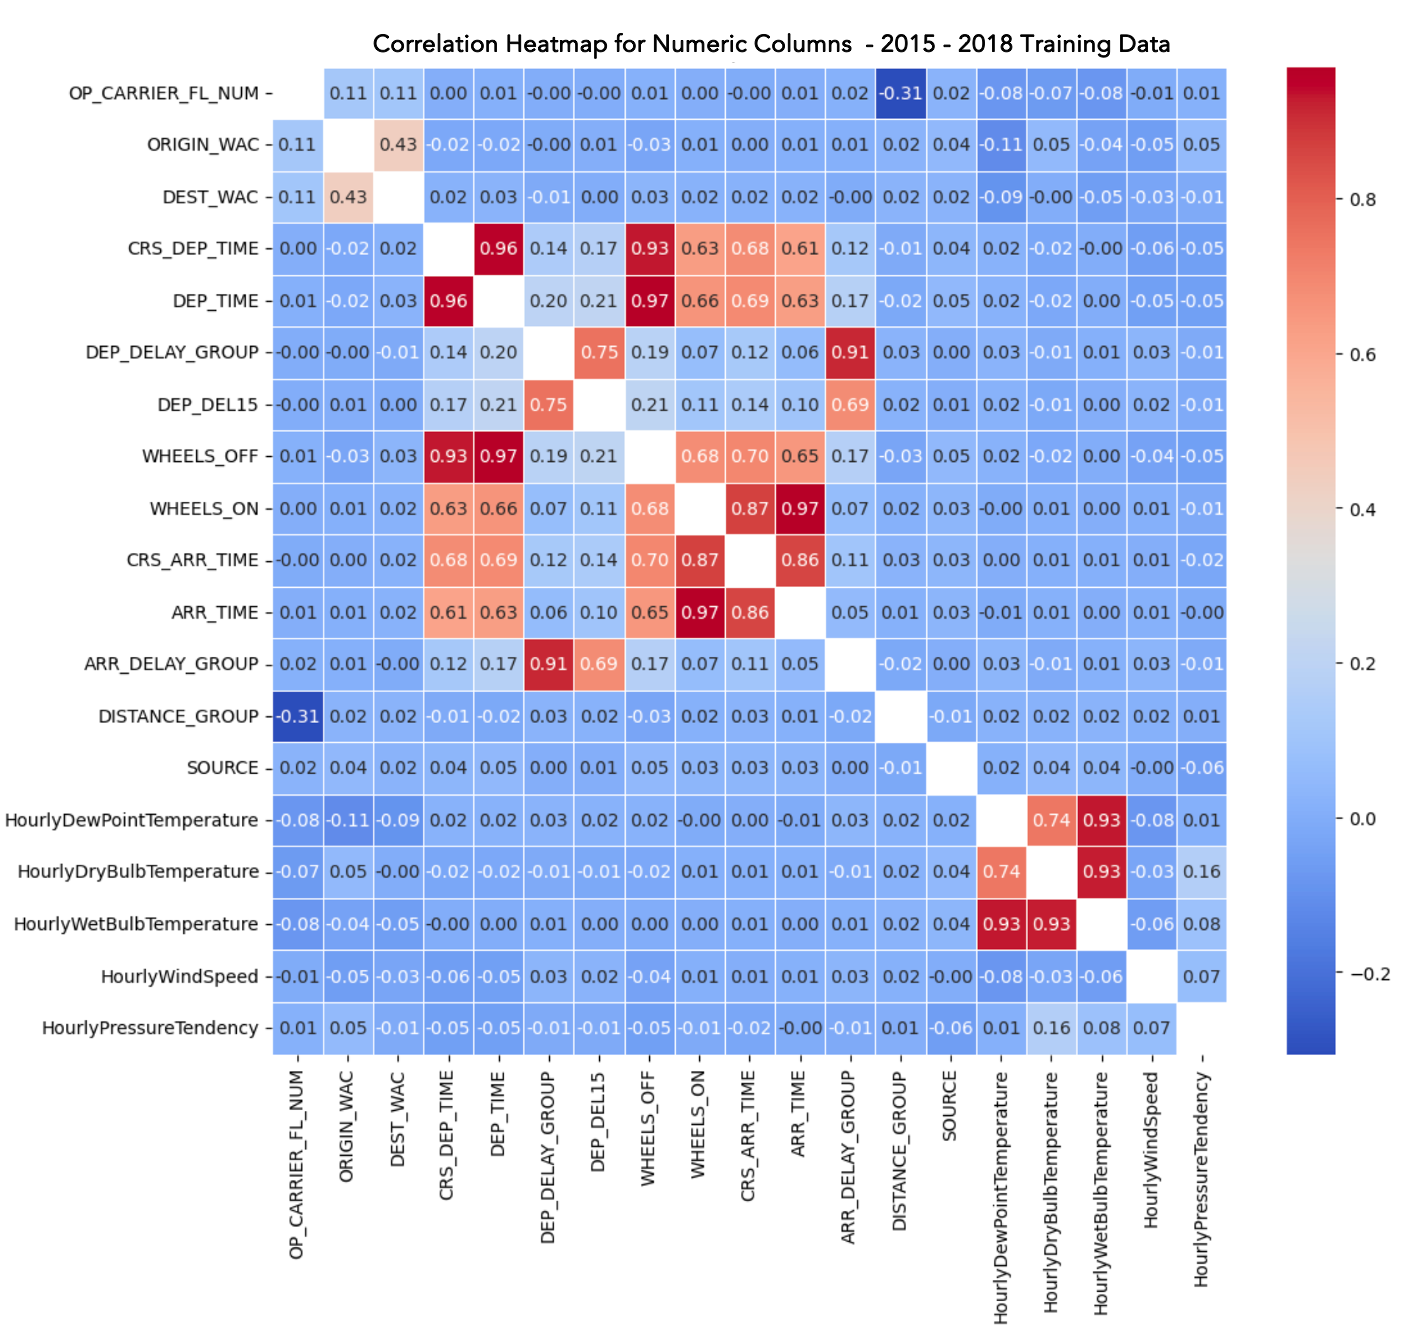 Correlation Heatmap for Numeric Columns - 2015 - 2018 Training Data
OP_CARRIER_FL_NUM 0.11 0.11 0.00 0.01 -0.00 -0.00 0.01 0.00 -0.00 0.01 0.02 -0.31 0.02 -0.08 -0.07 -0.08 -0.01 0.01
ORIGIN_WAC 0.11 0.43 -0.02 -0.02 -0.00 0.01 -0.03 0.01 0.00 0.01 0.01 0.02 0.04 -0.11 0.05 -0.04 -0.05 0.05
DEST_WAC 0.11 0.43 0.02 0.03 -0.01 0.00 0.03 0.02 0.02 0.02 -0.00 0.02 0.02 -0.09 -0.00 -0.05 -0.03 -0.01
CRS_DEP_TIME 0.00 -0.02 0.02 0.96 0.14 0.17 0.93 0.63 0.68 0.61 0.12 -0.01 0.04 0.02 -0.02 -0.00 -0.06 -0.05
DEP_TIME 0.01 -0.02 0.03 0.96 0.20 0.21 0.97 0.66 0.69 0.63 0.17 -0.02 0.05 0.02 -0.02 0.00 -0.05 -0.05
DEP_DELAY_GROUP -0.00 -0.00 -0.01 0.14 0.20 0.75 0.19 0.07 0.12 0.06 0.91 0.03 0.00 0.03 -0.01 0.01 0.03 -0.01
DEP_DEL15 -0.00 0.01 0.00 0.17 0.21 0.75 0.21 0.11 0.14 0.10 0.69 0.02 0.01 0.02 -0.01 0.00 0.02 -0.01
WHEELS_OFF 0.01 -0.03 0.03 0.93 0.97 0.19 0.21 0.68 0.70 0.65 0.17 -0.03 0.05 0.02 -0.02 0.00 -0.04 -0.05
WHEELS_ON 0.00 0.01 0.02 0.63 0.66 0.07 0.11 0.68 0.87 0.97 0.07 0.02 0.03 -0.00 0.01 0.00 0.01 -0.01
CRS_ARR_TIME -0.00 0.00 0.02 0.68 0.69 0.12 0.14 0.70 0.87 0.86 0.11 0.03 0.03 0.00 0.01 0.01 0.01 -0.02
ARR_TIME 0.01 0.01 0.02 0.61 0.63 0.06 0.10 0.65 0.97 0.86 0.05 0.01 0.03 -0.01 0.01 0.00 0.01 -0.00
ARR_DELAY_GROUP 0.02 0.01 -0.00 0.12 0.17 0.91 0.69 0.17 0.07 0.11 0.05 -0.02 0.00 0.03 -0.01 0.01 0.03 -0.01
DISTANCE_GROUP -0.31 0.02 0.02 -0.01 -0.02 0.03 0.02 -0.03 0.02 0.03 0.01 -0.02 -0.01 0.02 0.02 0.02 0.02 0.01
SOURCE 0.02 0.04 0.02 0.04 0.05 0.00 0.01 0.05 0.03 0.03 0.03 0.00 -0.01 0.02 0.04 0.04 -0.00 -0.06
HourlyDewPointTemperature -0.08 -0.11 -0.09 0.02 0.02 0.03 0.02 0.02 -0.00 0.00 -0.01 0.03 0.02 0.02 0.74 0.93 -0.08 0.01
HourlyDryBulbTemperature -0.07 0.05 -0.00 -0.02 -0.02 -0.01 -0.01 -0.02 0.01 0.01 0.01 -0.01 0.02 0.04 0.74 0.93 -0.03 0.16
HourlyWetBulbTemperature -0.08 -0.04 -0.05 -0.00 0.00 0.01 0.00 0.00 0.00 0.01 0.00 0.01 0.02 0.04 0.93 0.93 -0.06 0.08
HourlyWindSpeed -0.01 -0.05 -0.03 -0.06 -0.05 0.03 0.02 -0.04 0.01 0.01 0.01 0.03 0.02 -0.00 -0.08 -0.03 -0.06 0.07
HourlyPressureTendency 0.01 0.05 -0.01 -0.05 -0.05 -0.01 -0.01 -0.05 -0.01 -0.02 -0.00 -0.01 0.01 -0.06 0.01 0.16 0.08 0.07
OP_CARRIER_FL_NUM
ORIGIN_WAC
DEST_WAC
CRS_DEP_TIME
DEP_TIME
DEP_DELAY_GROUP
DEP_DEL15
WHEELS_OFF
WHEELS_ON
CRS_ARR_TIME
ARR_TIME
ARR_DELAY_GROUP
DISTANCE_GROUP
SOURCE
HourlyDewPointTemperature
HourlyDryBulbTemperature
HourlyWetBulbTemperature
HourlyWindSpeed
HourlyPressureTendency
0.8
0.6
0.4
0.2
0.0
−0.2